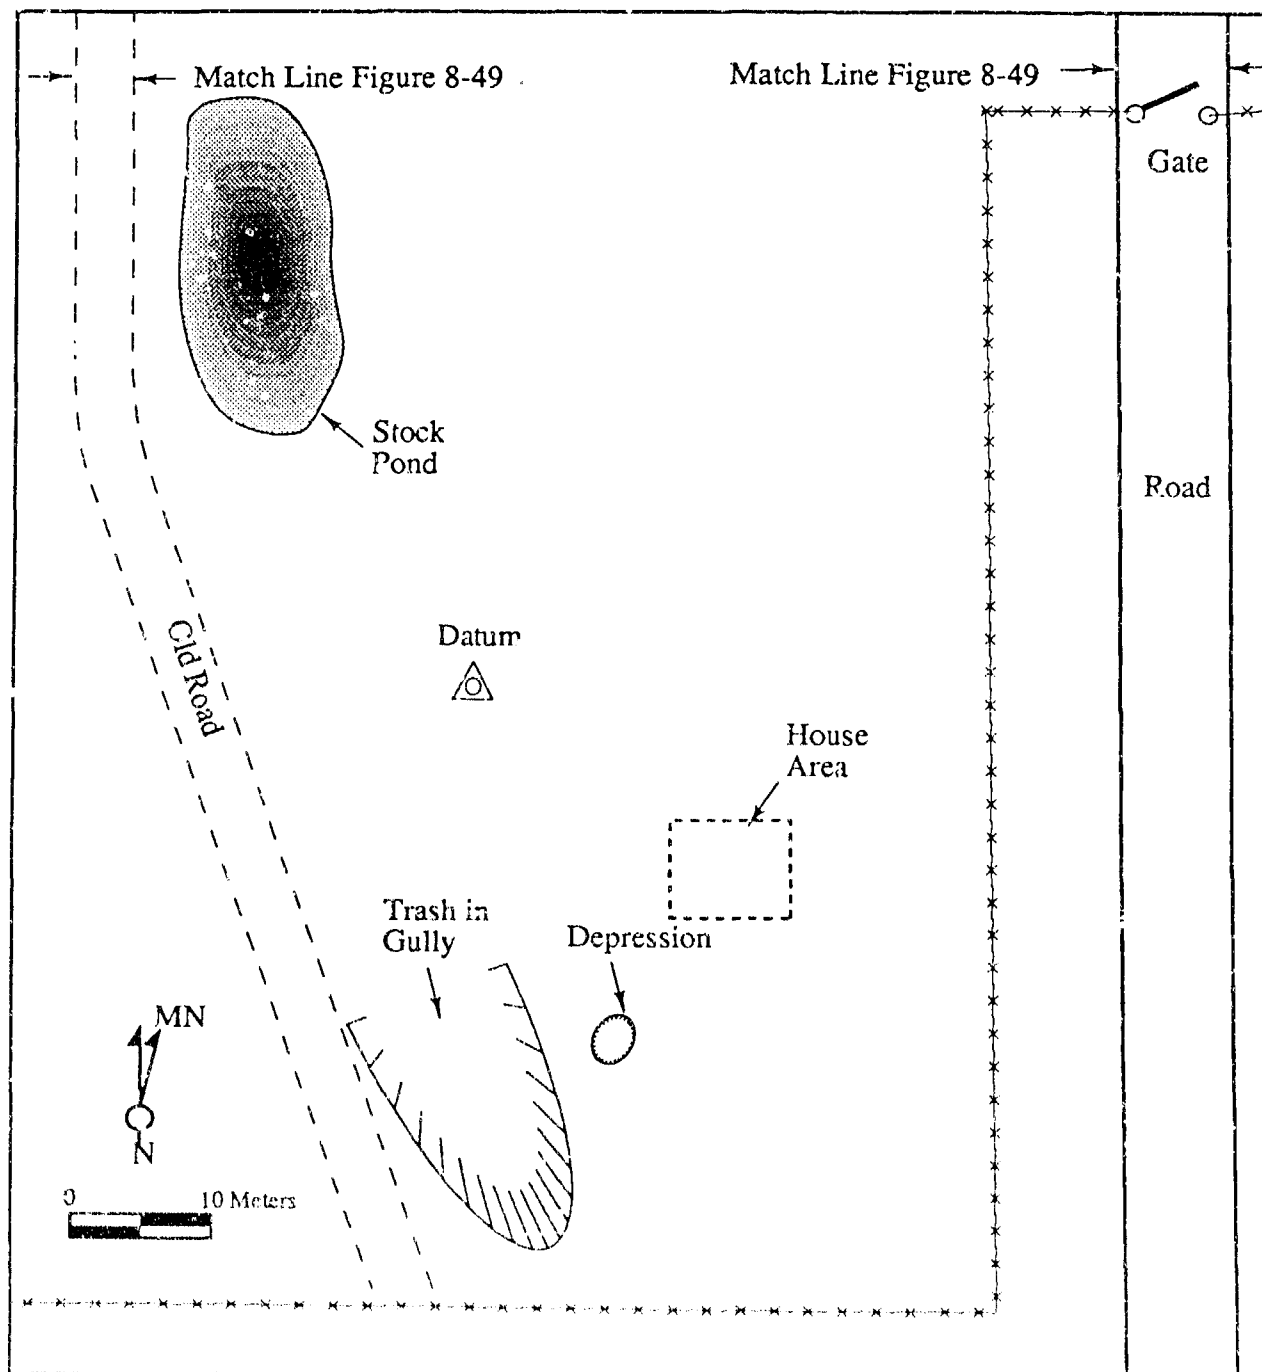 Match Line Figure 8-49
Match Line Figure 8-49
Gate
Stock
Pond
Road
Old Road
Datum
House
Area
Trash in
Gully
Depression
MN
N
0
10 Meters